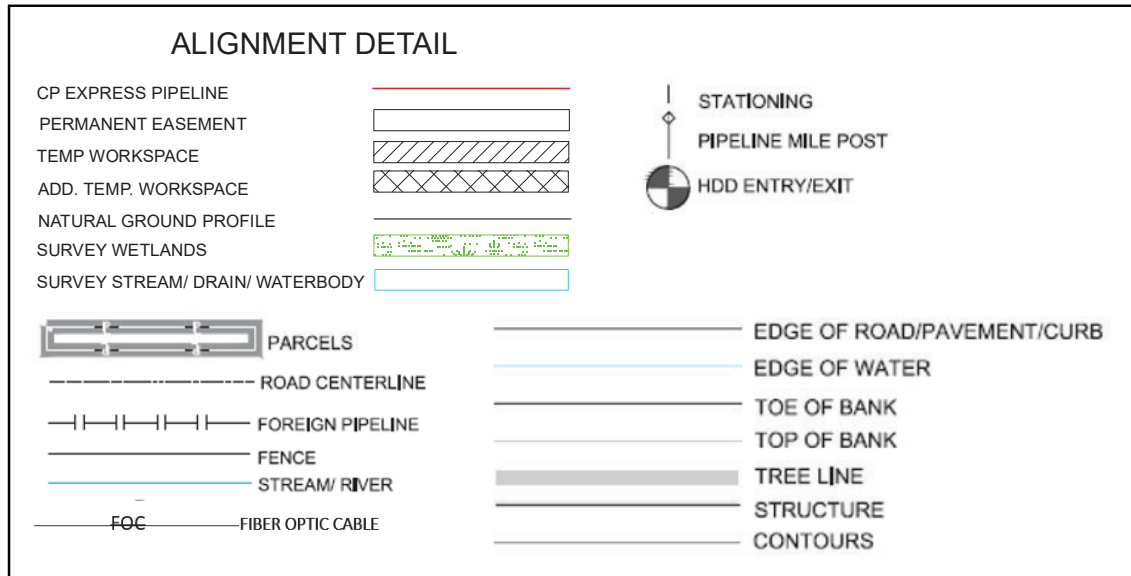 ALIGNMENT DETAIL
CP EXPRESS PIPELINE
PERMANENT EASEMENT
TEMP WORKSPACE
ADD. TEMP. WORKSPACE
NATURAL GROUND PROFILE
SURVEY WETLANDS
SURVEY STREAM/ DRAIN/ WATERBODY
STATIONING
PIPELINE MILE POST
HDD ENTRY/EXIT
PARCELS
ROAD CENTERLINE
FOREIGN PIPELINE
FENCE
STREAM/ RIVER
FOC FIBER OPTIC CABLE
EDGE OF ROAD/PAVEMENT/CURB
EDGE OF WATER
TOE OF BANK
TOP OF BANK
TREE LINE
STRUCTURE
CONTOURS